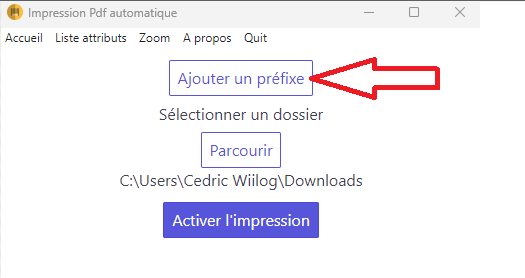 Impression Pdf automatique
Accueil Liste attributs Zoom A propos Quit
Ajouter un préfixe
Sélectionner un dossier
Parcourir
C:\Users\Cedric Wiilog\Downloads
Activer l'impression